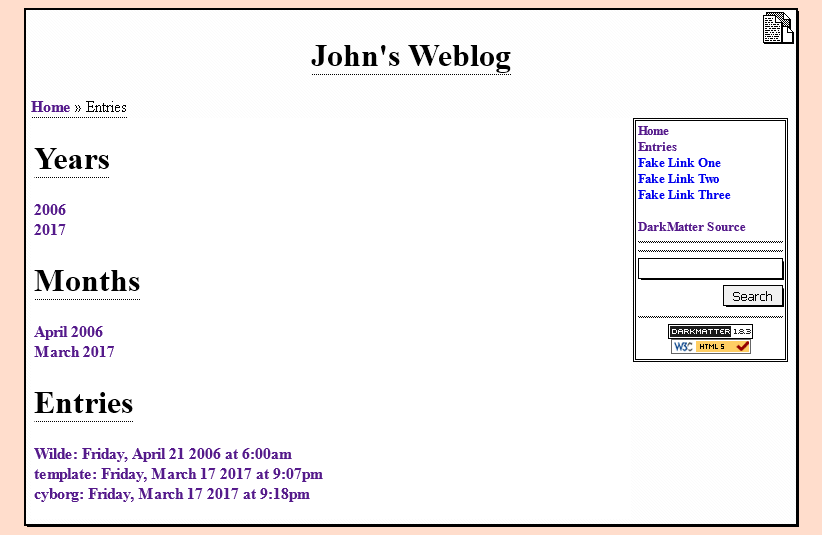 John's Weblog
Home » Entries
Years
2006
2017
Months
April 2006
March 2017
Entries
Wilde: Friday, April 21 2006 at 6:00am
template: Friday, March 17 2017 at 9:07pm
cyborg: Friday, March 17 2017 at 9:18pm
Home
Entries
Fake Link One
Fake Link Two
Fake Link Three
DarkMatter Source
Search
DARKMATTER 1.8.3
W3C HTML 5